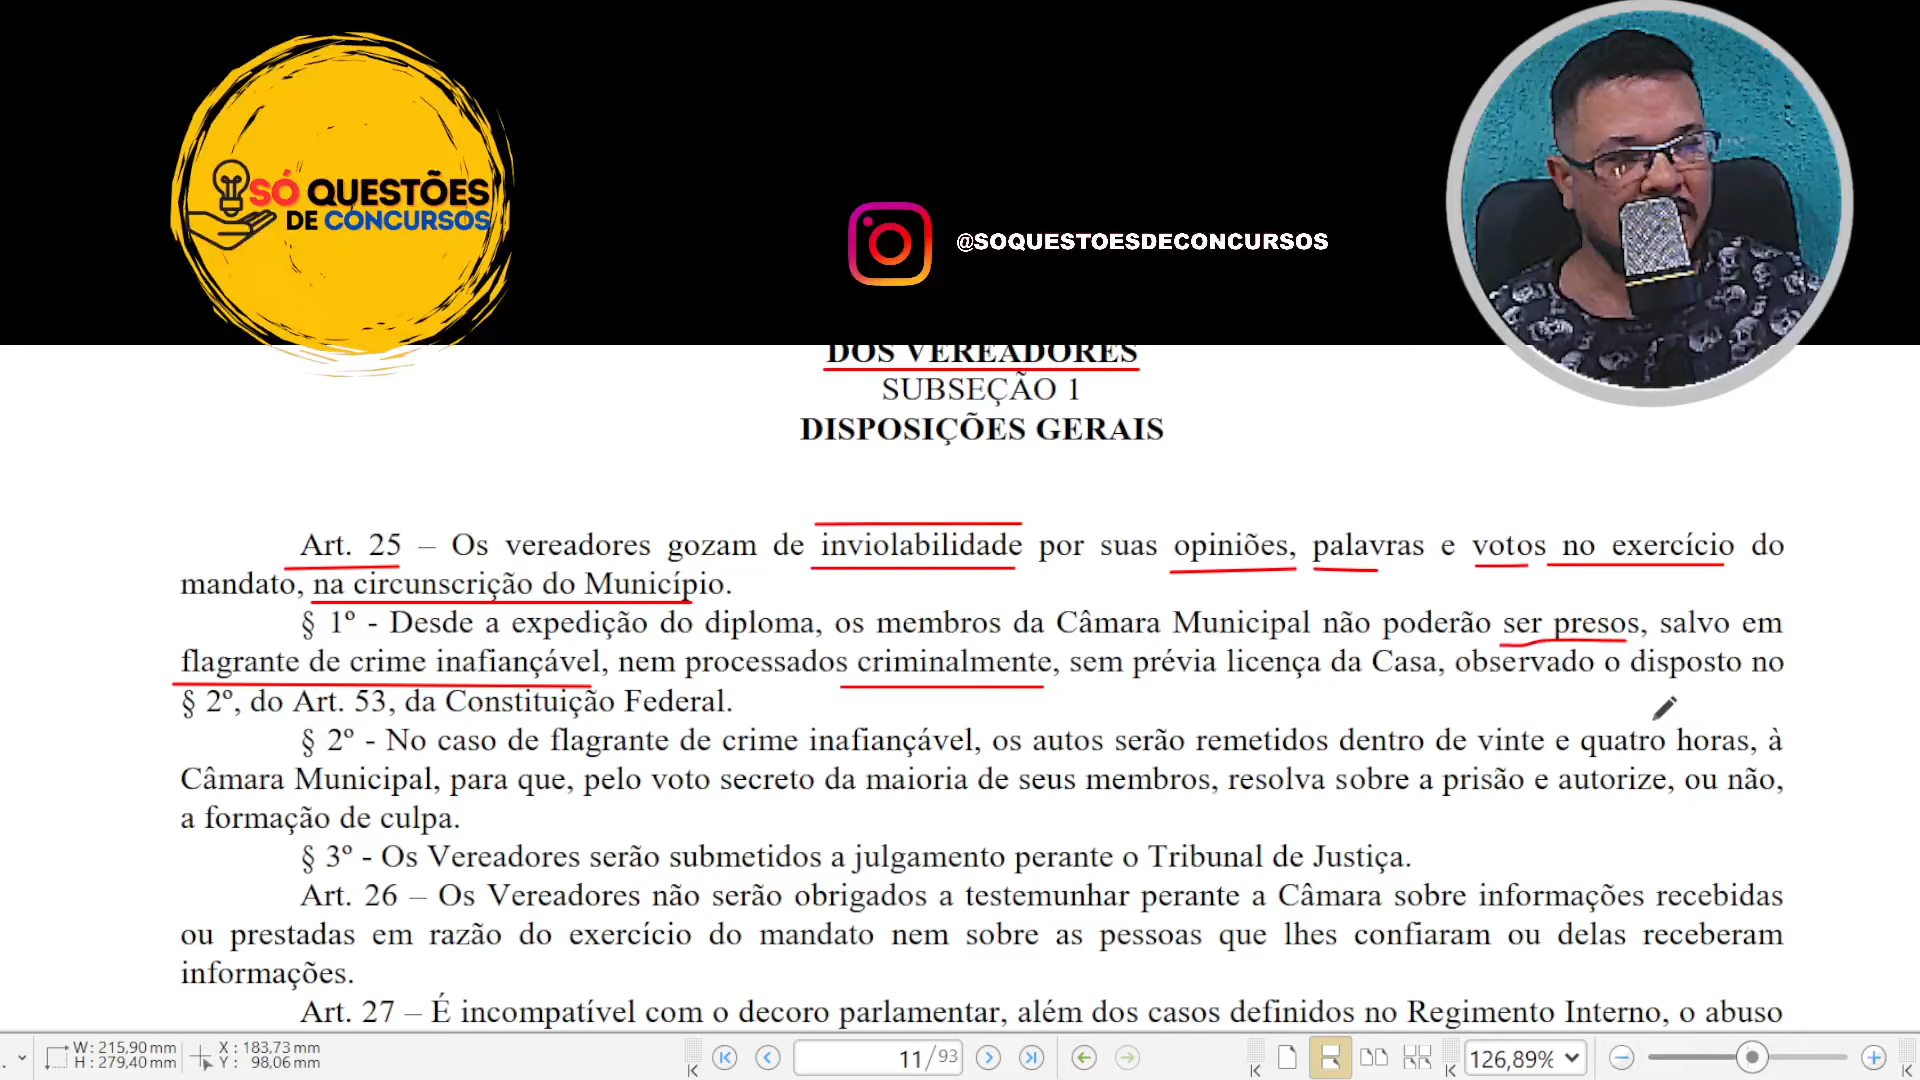 SÓ QUESTÕES
DE CONCURSOS
@SOQUESTOESDECONCURSOS
DOS VEREADORES
SUBSEÇÃO 1
DISPOSIÇÕES GERAIS
Art. 25 – Os vereadores gozam de inviolabilidade por suas opiniões, palavras e votos no exercício do
mandato, na circunscrição do Município.
§ 1º - Desde a expedição do diploma, os membros da Câmara Municipal não poderão ser presos, salvo em
flagrante de crime inafiançável, nem processados criminalmente, sem prévia licença da Casa, observado o disposto no
§ 2º, do Art. 53, da Constituição Federal.
§ 2º - No caso de flagrante de crime inafiançável, os autos serão remetidos dentro de vinte e quatro horas, à
Câmara Municipal, para que, pelo voto secreto da maioria de seus membros, resolva sobre a prisão e autorize, ou não,
a formação de culpa.
§ 3º - Os Vereadores serão submetidos a julgamento perante o Tribunal de Justiça.
Art. 26 – Os Vereadores não serão obrigados a testemunhar perante a Câmara sobre informações recebidas
ou prestadas em razão do exercício do mandato nem sobre as pessoas que lhes confiaram ou delas receberam
informações.
Art. 27 – É incompatível com o decoro parlamentar, além dos casos definidos no Regimento Interno, o abuso
W: 215,90 mm X : 183,73 mm
H : 279,40 mm Y : 98,06 mm
11 / 93
126,89%